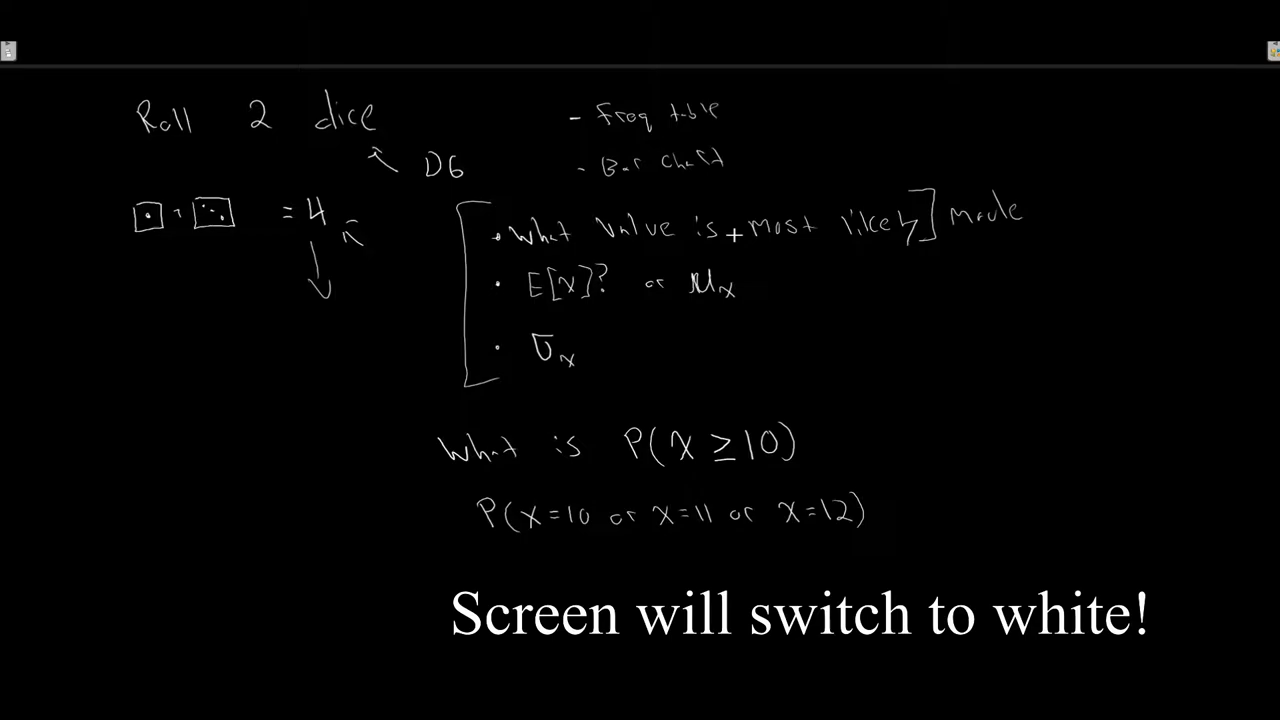 Roll 2 dice
D6
= 4
- Freq table
- Bar chart
• What value is most likely] Mode
• E[x]? or μx
• σx
What is P(x ≥ 10)
P(x=10 or x=11 or x=12)
Screen will switch to white!